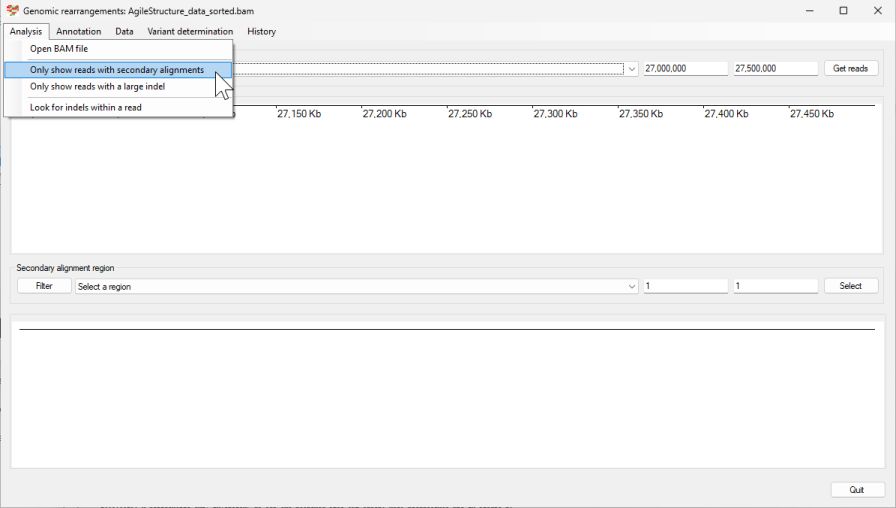 Genomic rearrangements: AgileStructure_data_sorted.bam
Analysis Annotation Data Variant determination History
Open BAM file
Only show reads with secondary alignments
Only show reads with a large indel
Look for indels within a read
27,000,000 27,500,000 Get reads
27,150 Kb 27,200 Kb 27,250 Kb 27,300 Kb 27,350 Kb 27,400 Kb 27,450 Kb
Secondary alignment region
Filter Select a region 1 1 Select
Quit